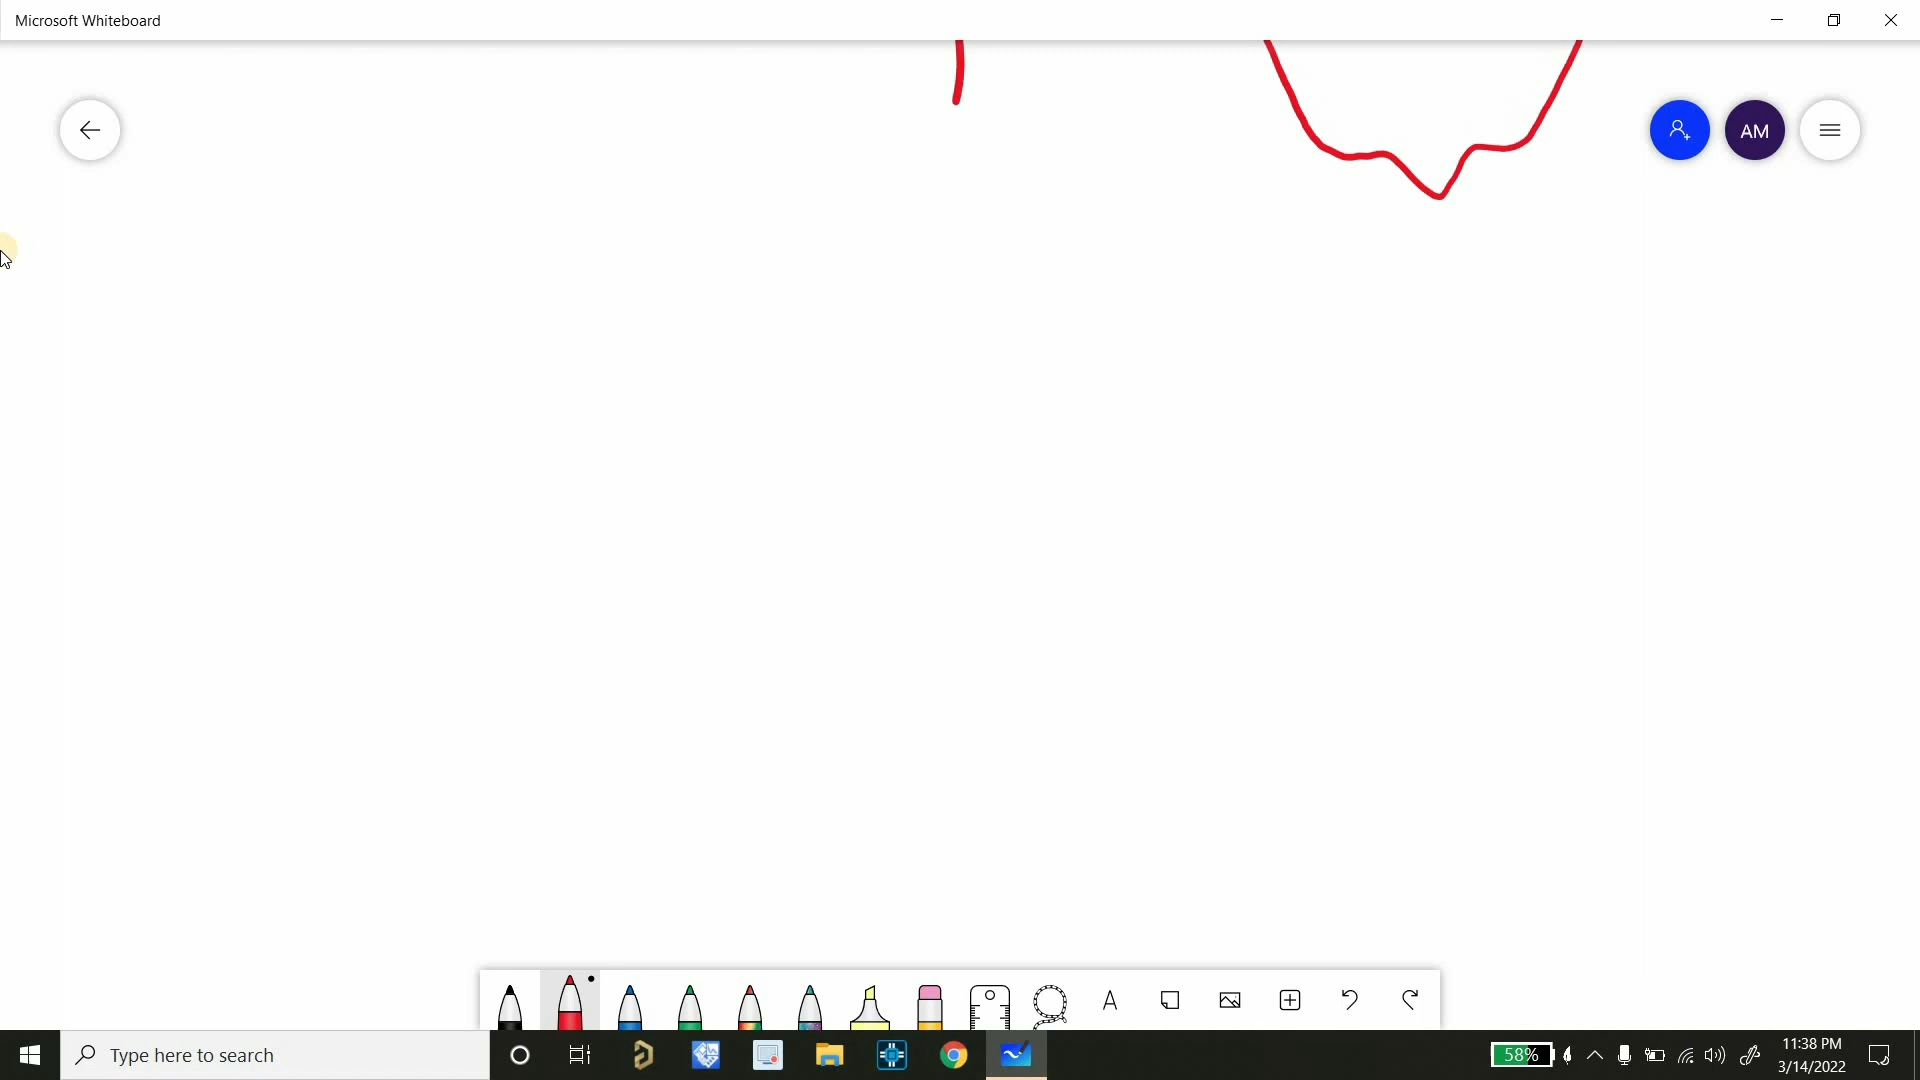 Microsoft Whiteboard
AM
A
Type here to search
58%
11:38 PM
3/14/2022